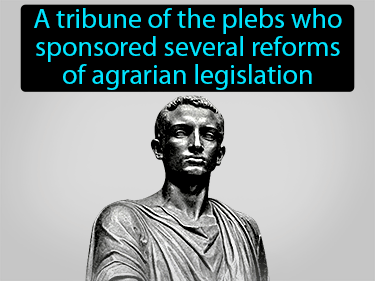 A tribune of the plebs who
sponsored several reforms
of agrarian legislation